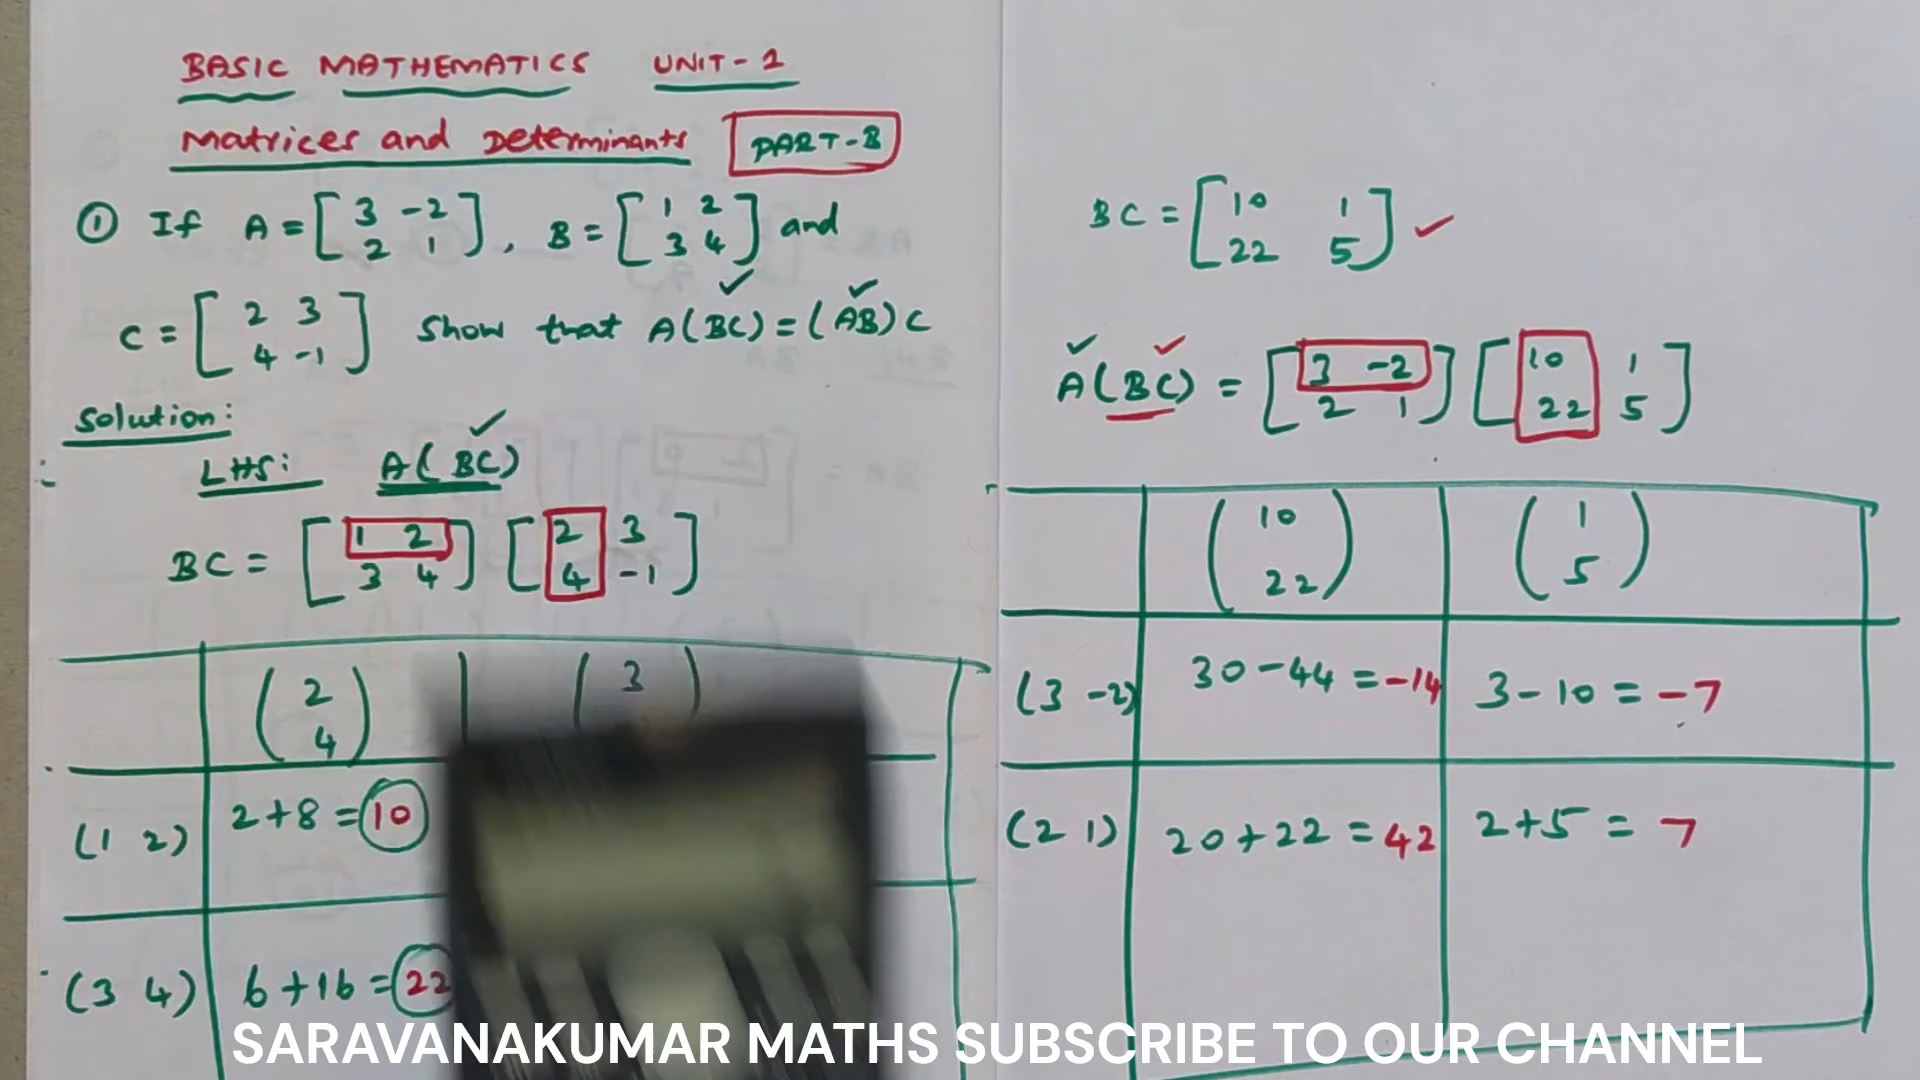 BASIC MATHEMATICS UNIT-1
Matrices and Determinants PART-B
① If A = [3 -2], B = [1 2] and
[2 1] [3 4]
C = [2 3] Show that A(BC) = (AB)C
[4 -1]
Solution:
LHS: A(BC)
BC = [1 2] [2 3]
[3 4] [4 -1]
(2) (3
4)
(1 2) 2+8 = 10
(3 4) 6+16 = 22
BC = [10 1] ✓
[22 5]
A(BC) = [3 -2] [10 1]
[2 1] [22 5]
(10) (1)
(22) (5)
(3 -2) 30-44 = -14 3-10 = -7
(2 1) 20+22 = 42 2+5 = 7
SARAVANAKUMAR MATHS SUBSCRIBE TO OUR CHANNEL